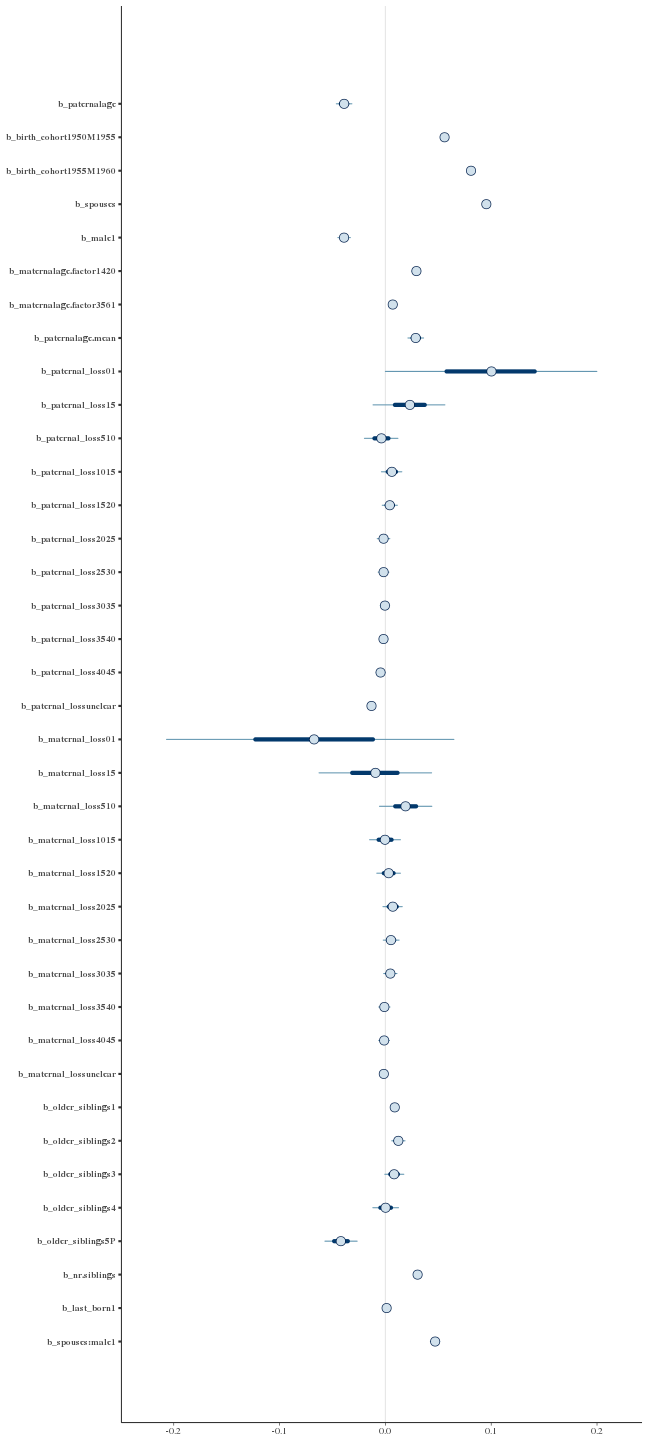 b_paternalage
b_birth_cohort1950M1955
b_birth_cohort1955M1960
b_spouses
b_male1
b_maternalage.factor1420
b_maternalage.factor3561
b_paternalage.mean
b_paternal_loss01
b_paternal_loss15
b_paternal_loss510
b_paternal_loss1015
b_paternal_loss1520
b_paternal_loss2025
b_paternal_loss2530
b_paternal_loss3035
b_paternal_loss3540
b_paternal_loss4045
b_paternal_lossunclear
b_maternal_loss01
b_maternal_loss15
b_maternal_loss510
b_maternal_loss1015
b_maternal_loss1520
b_maternal_loss2025
b_maternal_loss2530
b_maternal_loss3035
b_maternal_loss3540
b_maternal_loss4045
b_maternal_lossunclear
b_older_siblings1
b_older_siblings2
b_older_siblings3
b_older_siblings4
b_older_siblings5P
b_nr.siblings
b_last_born1
b_spouses:male1
-0.2 -0.1 0.0 0.1 0.2